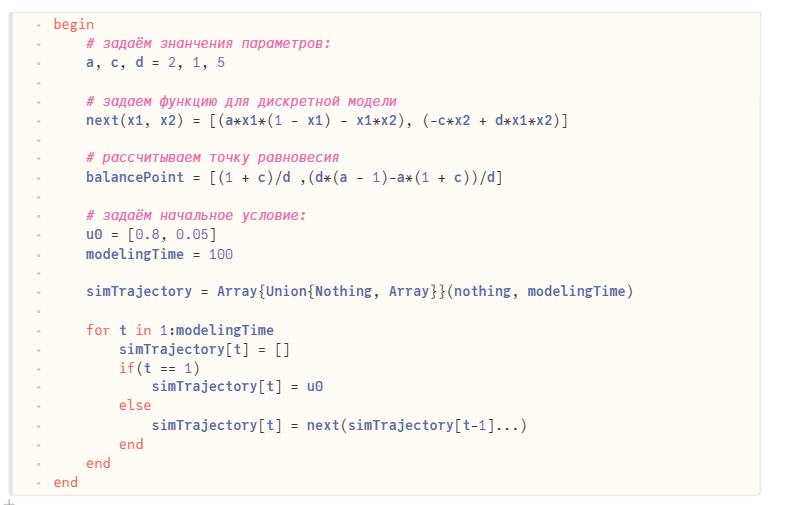 begin
# задаём знанчения параметров:
a, c, d = 2, 1, 5
# задаем функцию для дискретной модели
next(x1, x2) = [(a*x1*(1 - x1) - x1*x2), (-c*x2 + d*x1*x2)]
# рассчитываем точку равновесия
balancePoint = [(1 + c)/d ,(d*(a - 1)-a*(1 + c))/d]
# задаём начальное условие:
u0 = [0.8, 0.05]
modelingTime = 100
simTrajectory = Array{Union{Nothing, Array}}(nothing, modelingTime)
for t in 1:modelingTime
simTrajectory[t] = []
if(t == 1)
simTrajectory[t] = u0
else
simTrajectory[t] = next(simTrajectory[t-1]...)
end
end
end